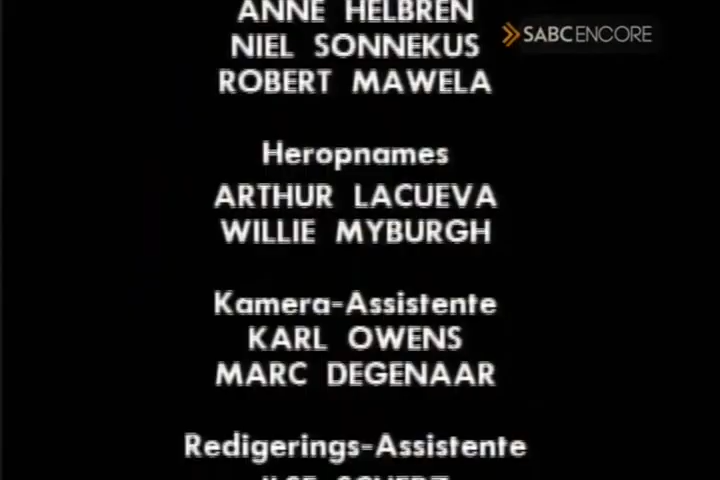 ANNE HELBREN
SABC ENCORE
NIEL SONNEKUS
ROBERT MAWELA
Heropnames
ARTHUR LACUEVA
WILLIE MYBURGH
Kamera-Assistente
KARL OWENS
MARC DEGENAAR
Redigerings-Assistente